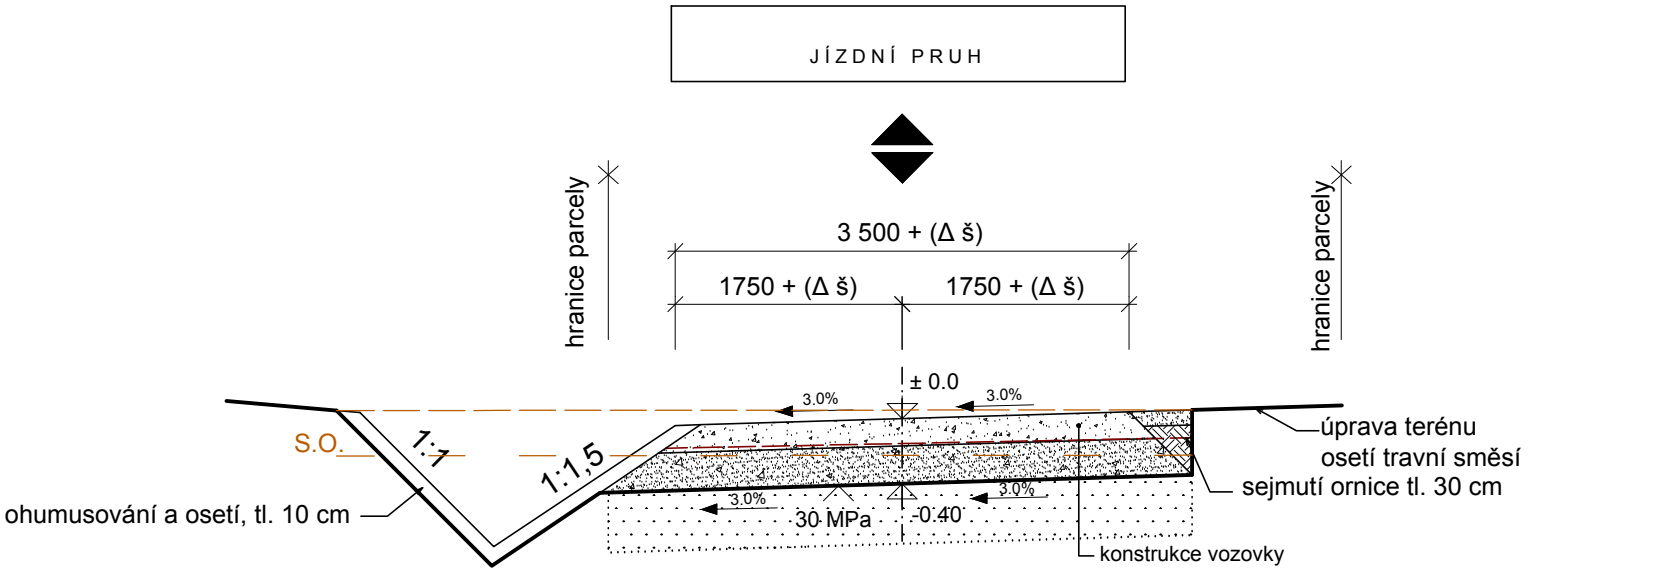 JÍZDNÍ PRUH
hranice parcely
hranice parcely
3 500 + (Δ š)
1750 + (Δ š)
1750 + (Δ š)
± 0.0
3.0%
3.0%
S.O.
1:1
1:1,5
úprava terénu
osetí travní směsí
sejmutí ornice tl. 30 cm
ohumusování a osetí, tl. 10 cm
3.0%
3.0%
30 MPa
-0.40
konstrukce vozovky